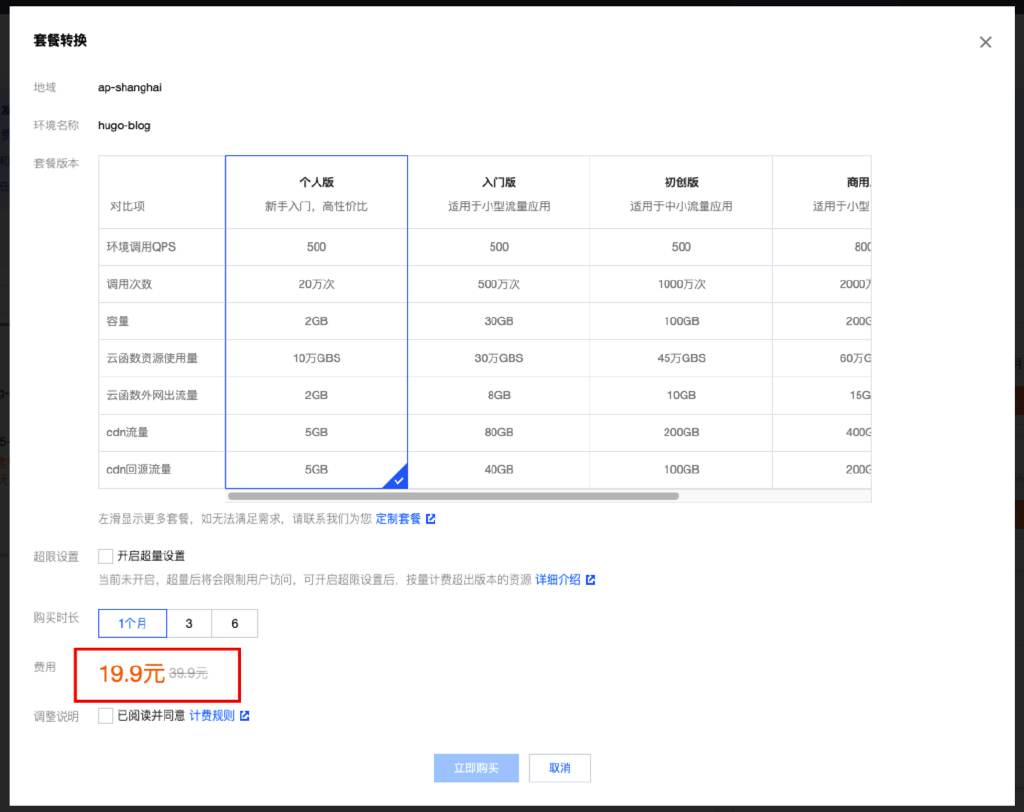 套餐转换
地域 ap-shanghai
环境名称 hugo-blog
套餐版本
对比项 个人版 入门版 初创版 商用
新手入门，高性价比 适用于小型流量应用 适用于中小流量应用 适用于小型
环境调用QPS 500 500 500 800
调用次数 20万次 500万次 1000万次 2000万
容量 2GB 30GB 100GB 200G
云函数资源使用量 10万GBS 30万GBS 45万GBS 60万G
云函数外网出流量 2GB 8GB 10GB 15G
cdn流量 5GB 80GB 200GB 400G
cdn回源流量 5GB 40GB 100GB 200G
左滑显示更多套餐，如无法满足需求，请联系我们为您 定制套餐
超限设置 开启超量设置
当前未开启，超量后将会限制用户访问，可开启超限设置后，按量计费超出版本的资源 详细介绍
购买时长 1个月 3 6
费用 19.9元 39.9元
调整说明 已阅读并同意 计费规则
立即购买 取消